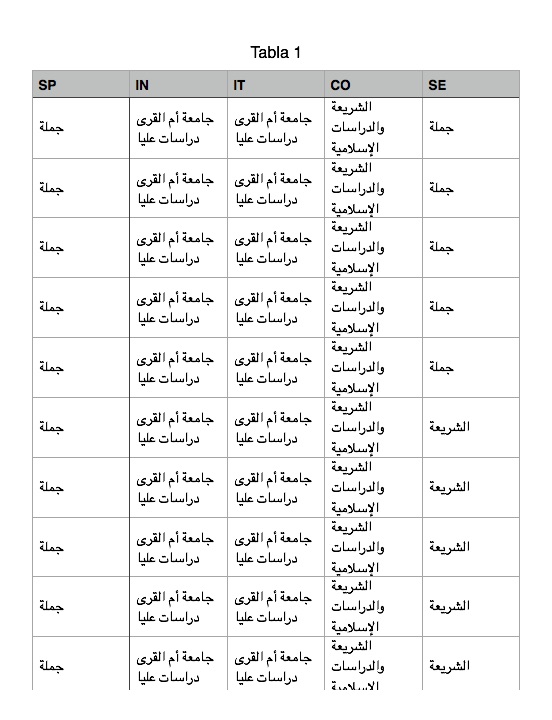 Tabla 1
SP IN IT CO SE
جملة
جامعة أم القرى
دراسات عليا
جامعة أم القرى
دراسات عليا
الشريعة
والدراسات
الإسلامية
جملة
جملة
جامعة أم القرى
دراسات عليا
جامعة أم القرى
دراسات عليا
الشريعة
والدراسات
الإسلامية
جملة
جملة
جامعة أم القرى
دراسات عليا
جامعة أم القرى
دراسات عليا
الشريعة
والدراسات
الإسلامية
جملة
جملة
جامعة أم القرى
دراسات عليا
جامعة أم القرى
دراسات عليا
الشريعة
والدراسات
الإسلامية
جملة
جملة
جامعة أم القرى
دراسات عليا
جامعة أم القرى
دراسات عليا
الشريعة
والدراسات
الإسلامية
جملة
جملة
جامعة أم القرى
دراسات عليا
جامعة أم القرى
دراسات عليا
الشريعة
والدراسات
الإسلامية
الشريعة
جملة
جامعة أم القرى
دراسات عليا
جامعة أم القرى
دراسات عليا
الشريعة
والدراسات
الإسلامية
الشريعة
جملة
جامعة أم القرى
دراسات عليا
جامعة أم القرى
دراسات عليا
الشريعة
والدراسات
الإسلامية
الشريعة
جملة
جامعة أم القرى
دراسات عليا
جامعة أم القرى
دراسات عليا
الشريعة
والدراسات
الإسلامية
الشريعة
جملة
جامعة أم القرى
دراسات عليا
جامعة أم القرى
دراسات عليا
الشريعة
والدراسات
الإسلامية
الشريعة